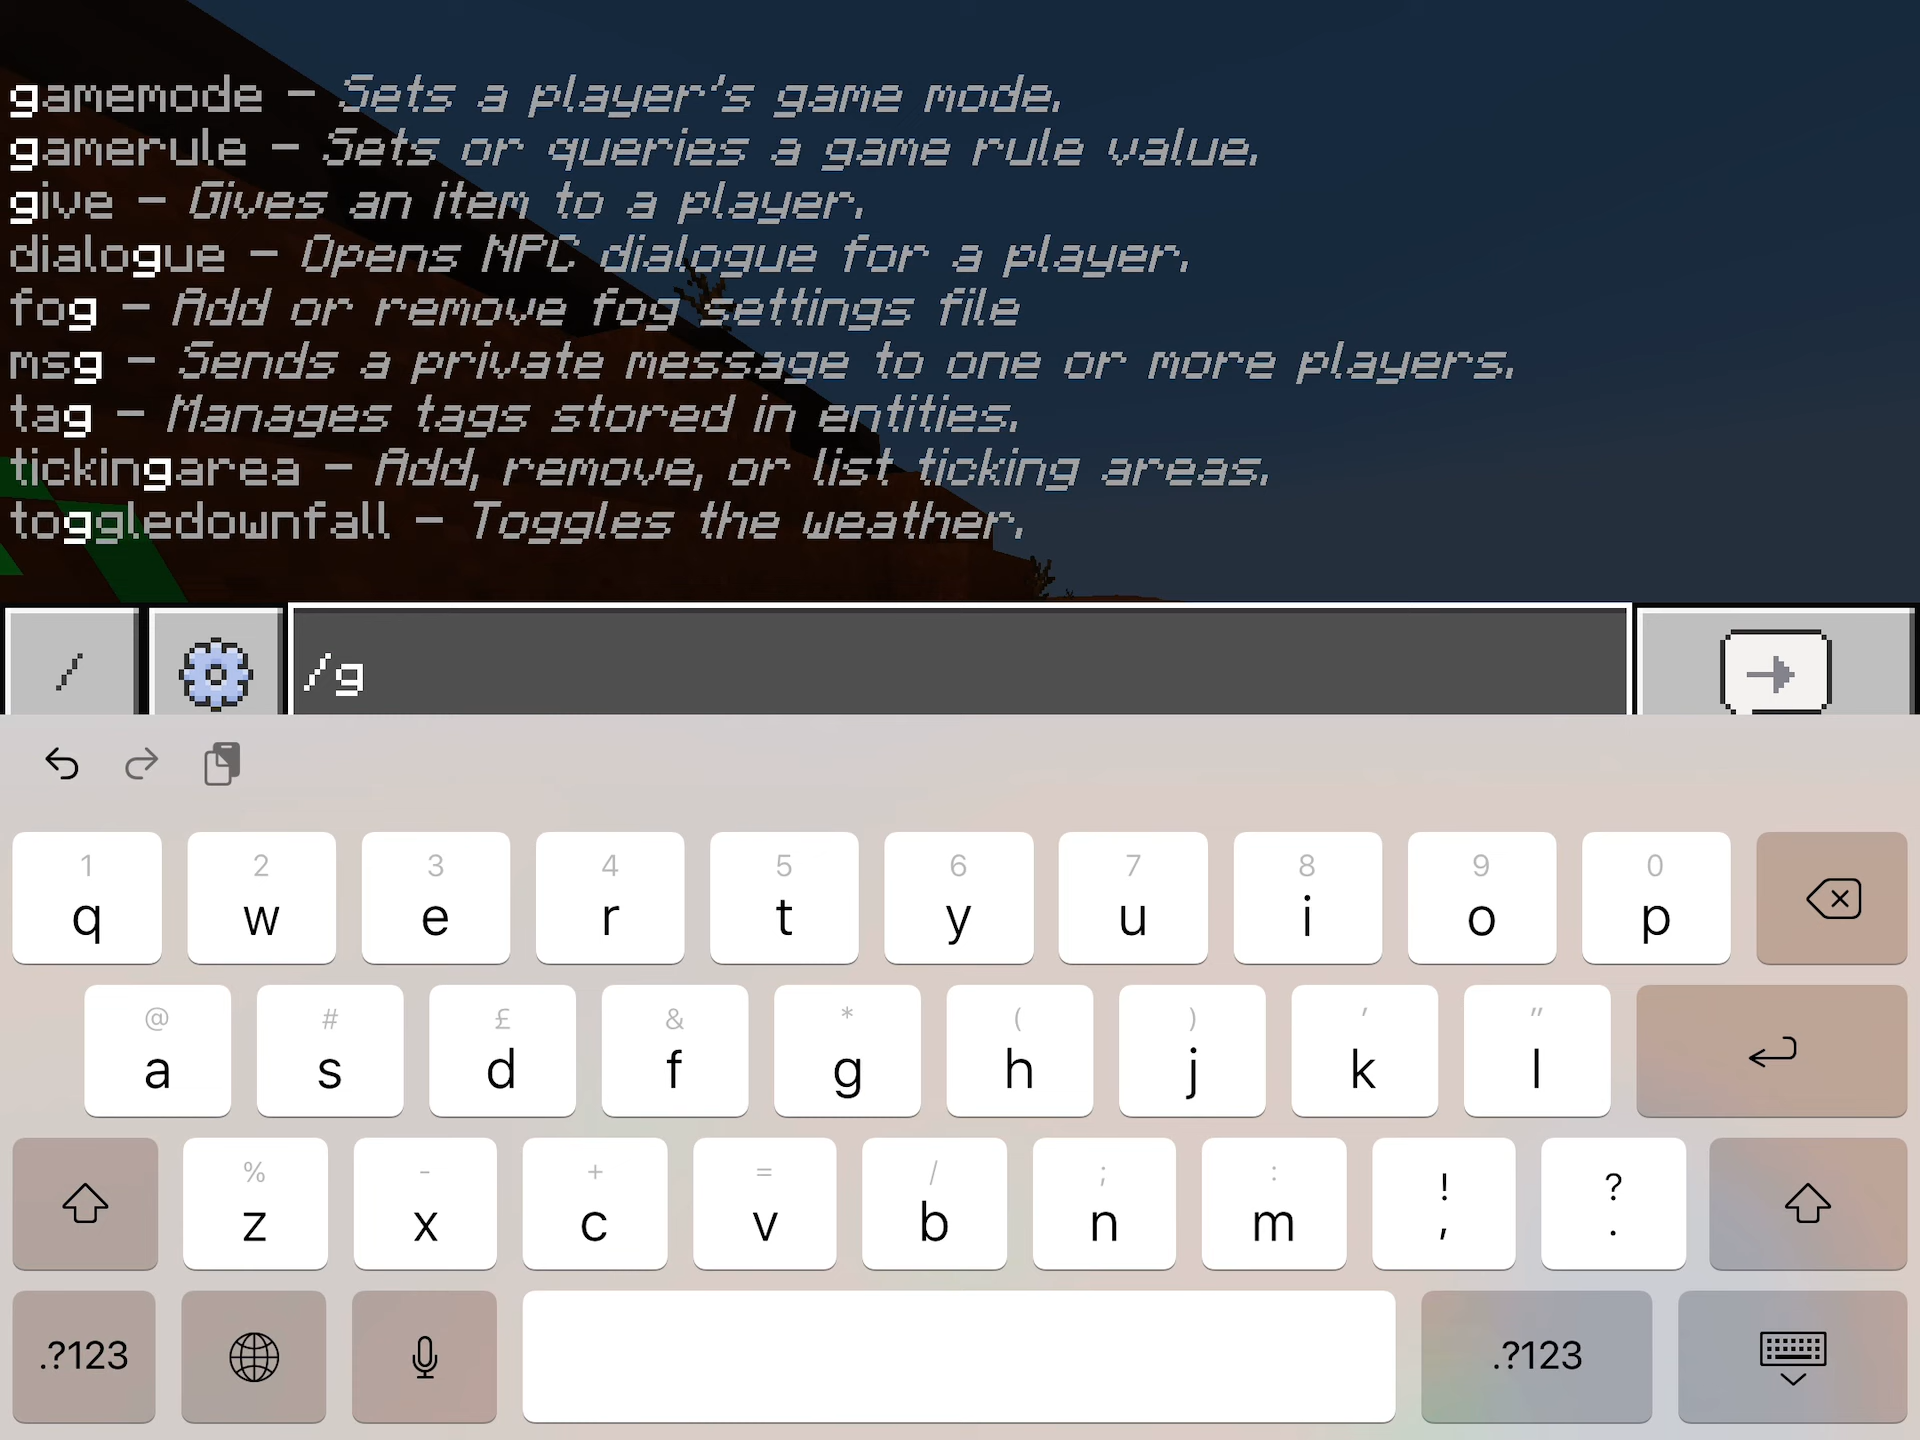 gamemode - Sets a player's game mode.
gamerule - Sets or queries a game rule value.
give - Gives an item to a player.
dialogue - Opens NPC dialogue for a player.
fog - Add or remove fog settings file
msg - Sends a private message to one or more players.
tag - Manages tags stored in entities.
tickingarea - Add, remove, or list ticking areas.
toggledownfall - Toggles the weather.
/ /g
1 2 3 4 5 6 7 8 9 0
q w e r t y u i o p
@ # £ & * ( ) ' "
a s d f g h j k l
% - + = / ; : ! ?
z x c v b n m , .
.?123 .?123